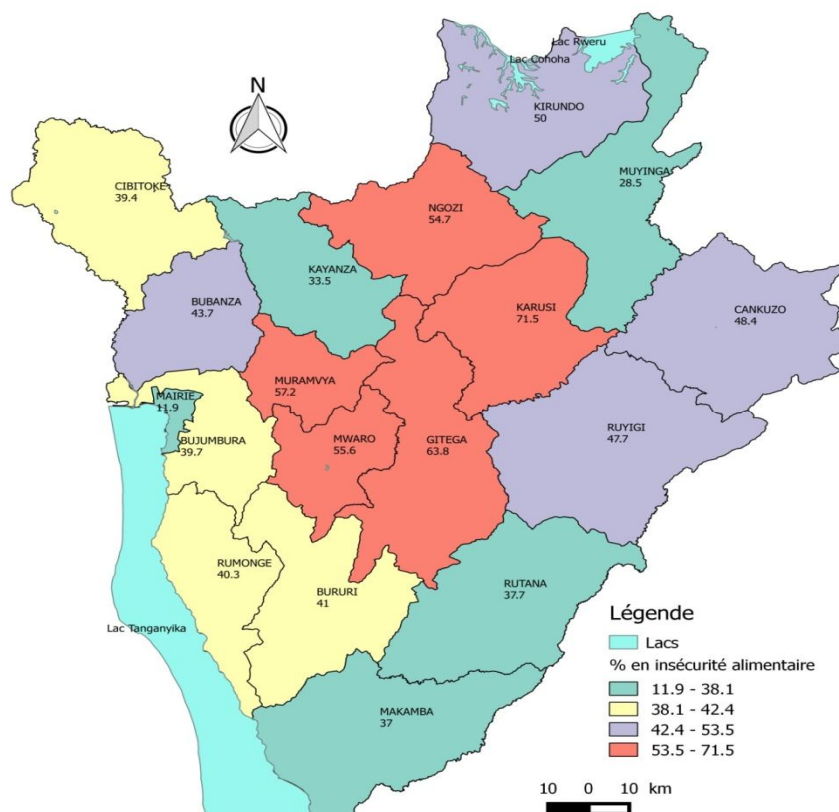 N
Lac Rweru
Lac Cohoha
KIRUNDO
50
MUYINGA
28.5
CIBITOKE
39.4
NGOZI
54.7
KAYANZA
33.5
BUBANZA
43.7
KARUSI
71.5
CANKUZO
48.4
MURAMVYA
57.2
MAIRIE
11.9
BUJUMBURA
39.7
MWARO
55.6
GITEGA
63.8
RUYIGI
47.7
RUMONGE
40.3
BURURI
41
RUTANA
37.7
Lac Tanganyika
MAKAMBA
37
Légende
Lacs
% en insécurité alimentaire
11.9 - 38.1
38.1 - 42.4
42.4 - 53.5
53.5 - 71.5
10 0 10 km